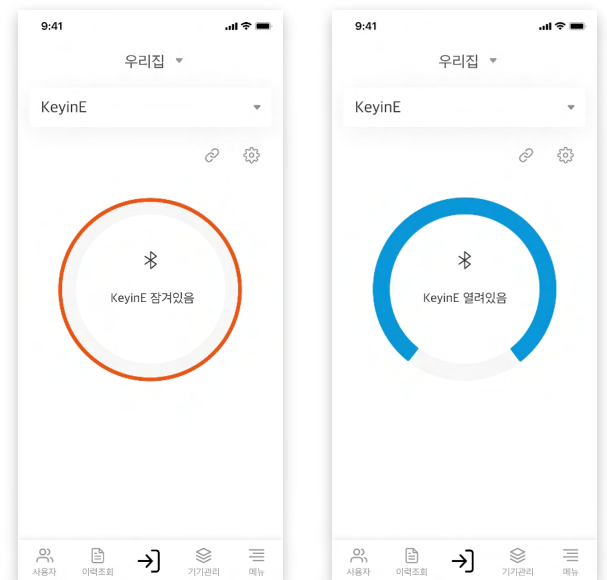 9:41
우리집
KeyinE
KeyinE 잠겨있음
사용자
이력조회
기기관리
메뉴
9:41
우리집
KeyinE
KeyinE 열려있음
사용자
이력조회
기기관리
메뉴